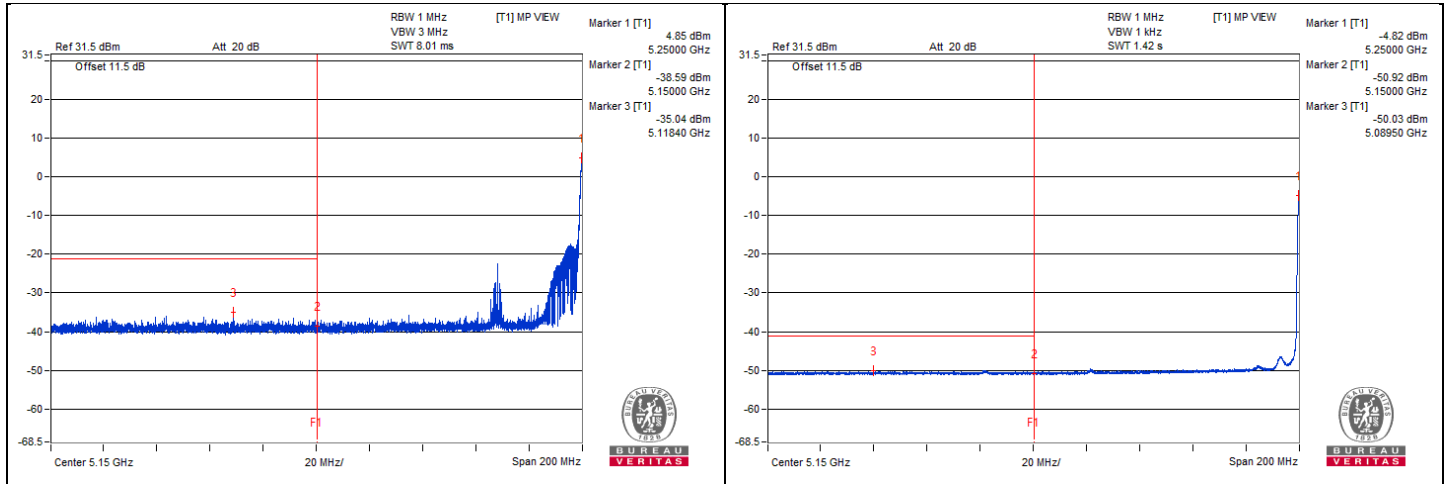 RBW 1 MHz [T1] MP VIEW
VBW 3 MHz
Ref 31.5 dBm Att 20 dB SWT 8.01 ms
Marker 1 [T1]
4.85 dBm
5.25000 GHz
Marker 2 [T1]
-38.59 dBm
5.15000 GHz
Marker 3 [T1]
-35.04 dBm
5.11840 GHz
31.5
Offset 11.5 dB
20
10
0
-10
-20
-30
-40
-50
-60
-68.5
1
3
2
F1
Center 5.15 GHz 20 MHz/ Span 200 MHz
BUREAU VERITAS
1828
BUREAU
VERITAS
RBW 1 MHz [T1] MP VIEW
VBW 1 kHz
Ref 31.5 dBm Att 20 dB SWT 1.42 s
Marker 1 [T1]
-4.82 dBm
5.25000 GHz
Marker 2 [T1]
-50.92 dBm
5.15000 GHz
Marker 3 [T1]
-50.03 dBm
5.08950 GHz
31.5
Offset 11.5 dB
20
10
0
-10
-20
-30
-40
-50
-60
-68.5
1
3
2
F1
Center 5.15 GHz 20 MHz/ Span 200 MHz
BUREAU VERITAS
1828
BUREAU
VERITAS